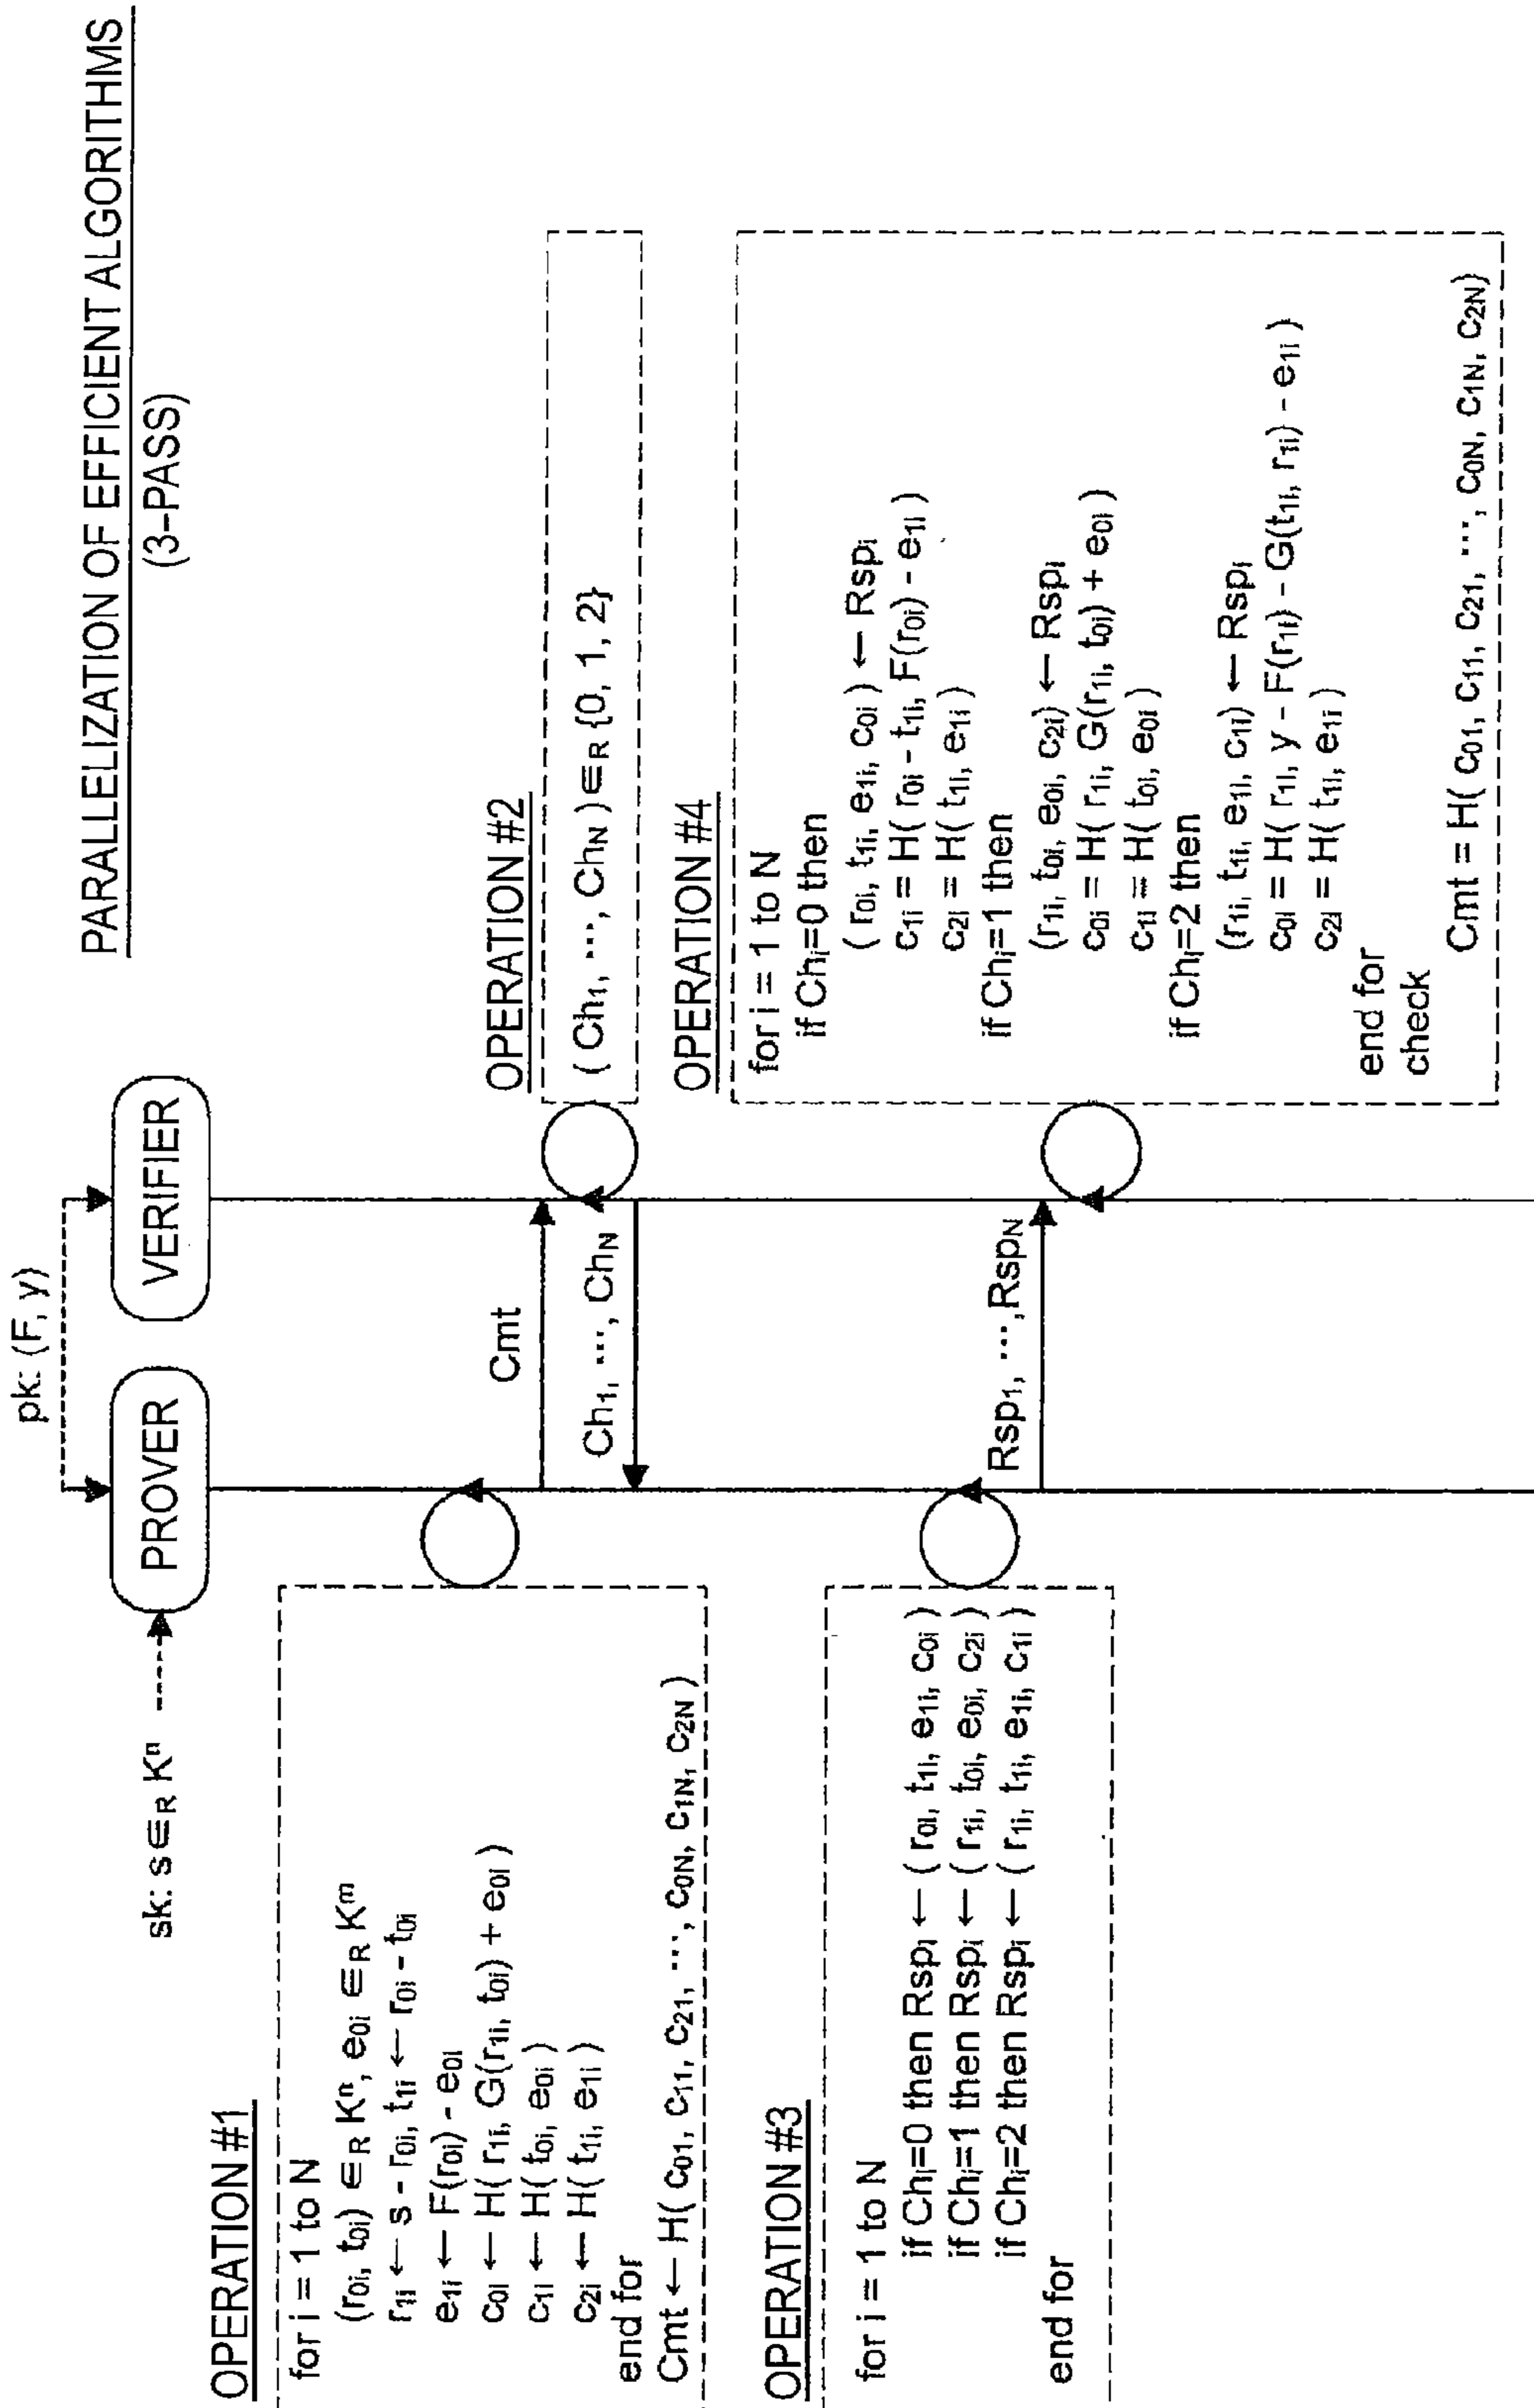 PARALLELIZATION OF EFFICIENT ALGORITHMS
(3-PASS)
pk: (F, y)
sk: s ∈R Kⁿ
PROVER
VERIFIER
OPERATION #1
for i = 1 to N
(r0i, t0i) ∈R Kⁿ, e0i ∈R Kᵐ
r1i ← s - r0i, t1i ← r0i - t0i
e1i ← F(r0i) - e0i
c0i ← H( r1i, G(r1i, t0i) + e0i )
c1i ← H( t0i, e0i )
c2i ← H( t1i, e1i )
end for
Cmt ← H( c01, c11, c21, ···, c0N, c1N, c2N )
Cmt
OPERATION #2
( Ch1, ···, ChN ) ∈R {0, 1, 2}
Ch1, ···, ChN
OPERATION #3
for i = 1 to N
if Chi=0 then Rspi ← ( r0i, t1i, e1i, c0i )
if Chi=1 then Rspi ← ( r1i, t0i, e0i, c2i )
if Chi=2 then Rspi ← ( r1i, t1i, e1i, c1i )
end for
Rsp1, ···,RspN
OPERATION #4
for i = 1 to N
if Chi=0 then
( r0i, t1i, e1i, c0i ) ← Rspi
c1i = H( r0i - t1i, F(r0i) - e1i )
c2i = H( t1i, e1i )
if Chi=1 then
(r1i, t0i, e0i, c2i) ← Rspi
c0i = H( r1i, G(r1i, t0i) + e0i )
c1i = H( t0i, e0i )
if Chi=2 then
(r1i, t1i, e1i, c1i) ← Rspi
c0i = H( r1i, y - F(r1i) - G(t1i, r1i) - e1i )
c2i = H( t1i, e1i )
end for
check
Cmt = H( c01, c11, c21, ···, c0N, c1N, c2N)